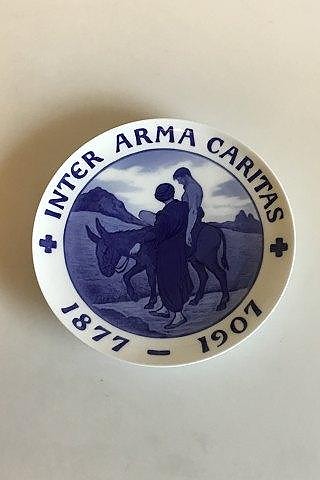 INTER ARMA CARITAS
1877 — 1907